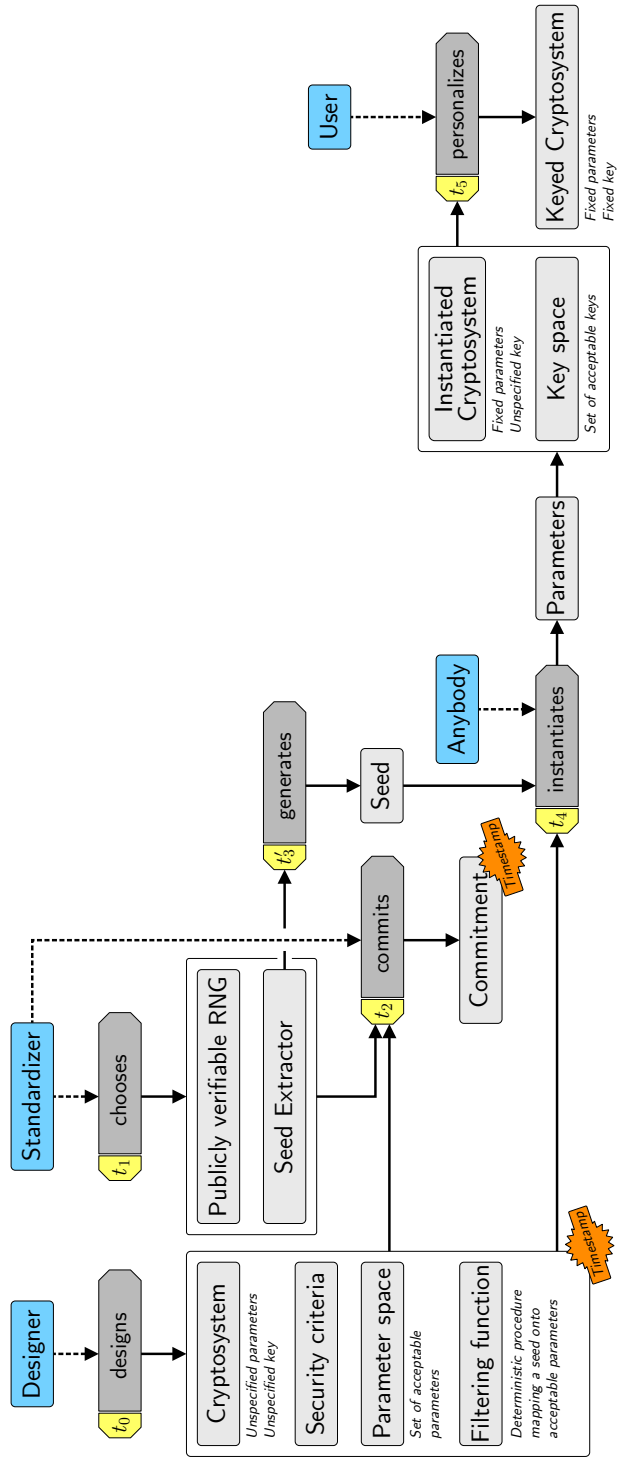 Designer
t₀
designs
Cryptosystem
Unspecified parameters
Unspecified key
Security criteria
Parameter space
Set of acceptable
parameters
Filtering function
Deterministic procedure
mapping a seed onto
acceptable parameters
Timestamp
Standardizer
t₁
chooses
Publicly verifiable RNG
Seed Extractor
t₂
commits
Commitment
Timestamp
t′₃
generates
Seed
Anybody
t₄
instantiates
Parameters
Instantiated
Cryptosystem
Fixed parameters
Unspecified key
Key space
Set of acceptable keys
User
t₅
personalizes
Keyed Cryptosystem
Fixed parameters
Fixed key